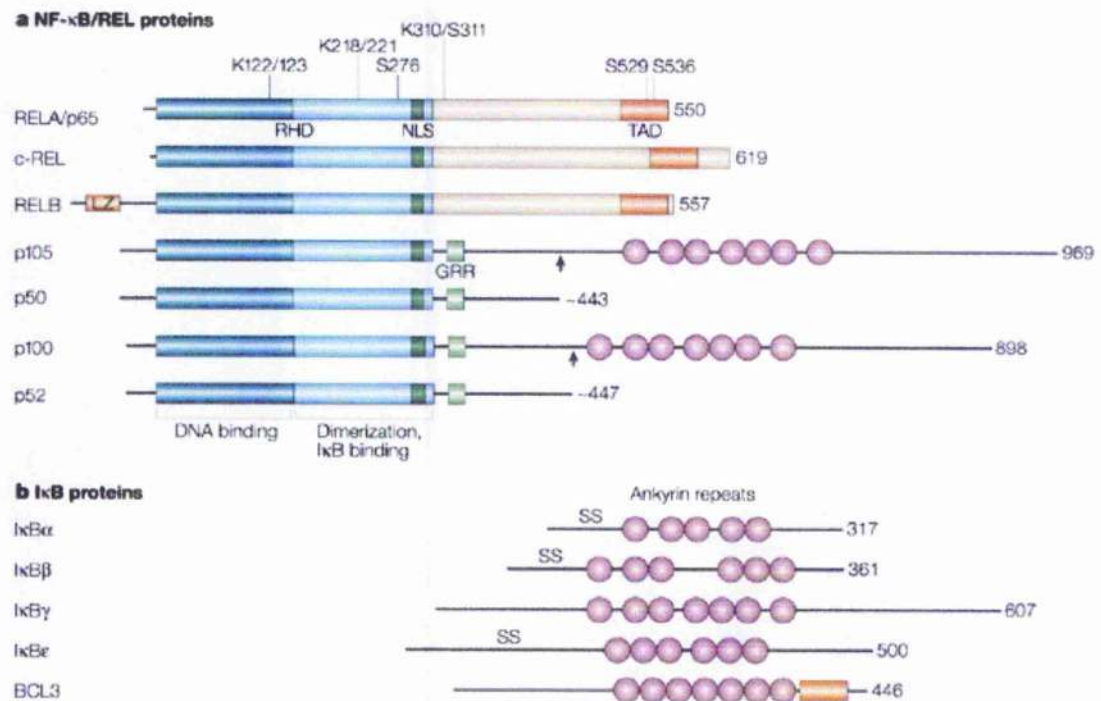 a NF-κB/REL proteins
K310/S311
K218/221
K122/123 S276 S529 S536
RELA/p65 550
RHD NLS TAD
c-REL 619
RELB LZ 557
p105 969
GRR
p50 ~443
p100 898
p52 ~447
DNA binding Dimerization,
IκB binding
b IκB proteins Ankyrin repeats
IκBα SS 317
IκBβ SS 361
IκBγ 607
IκBε SS 500
BCL3 446